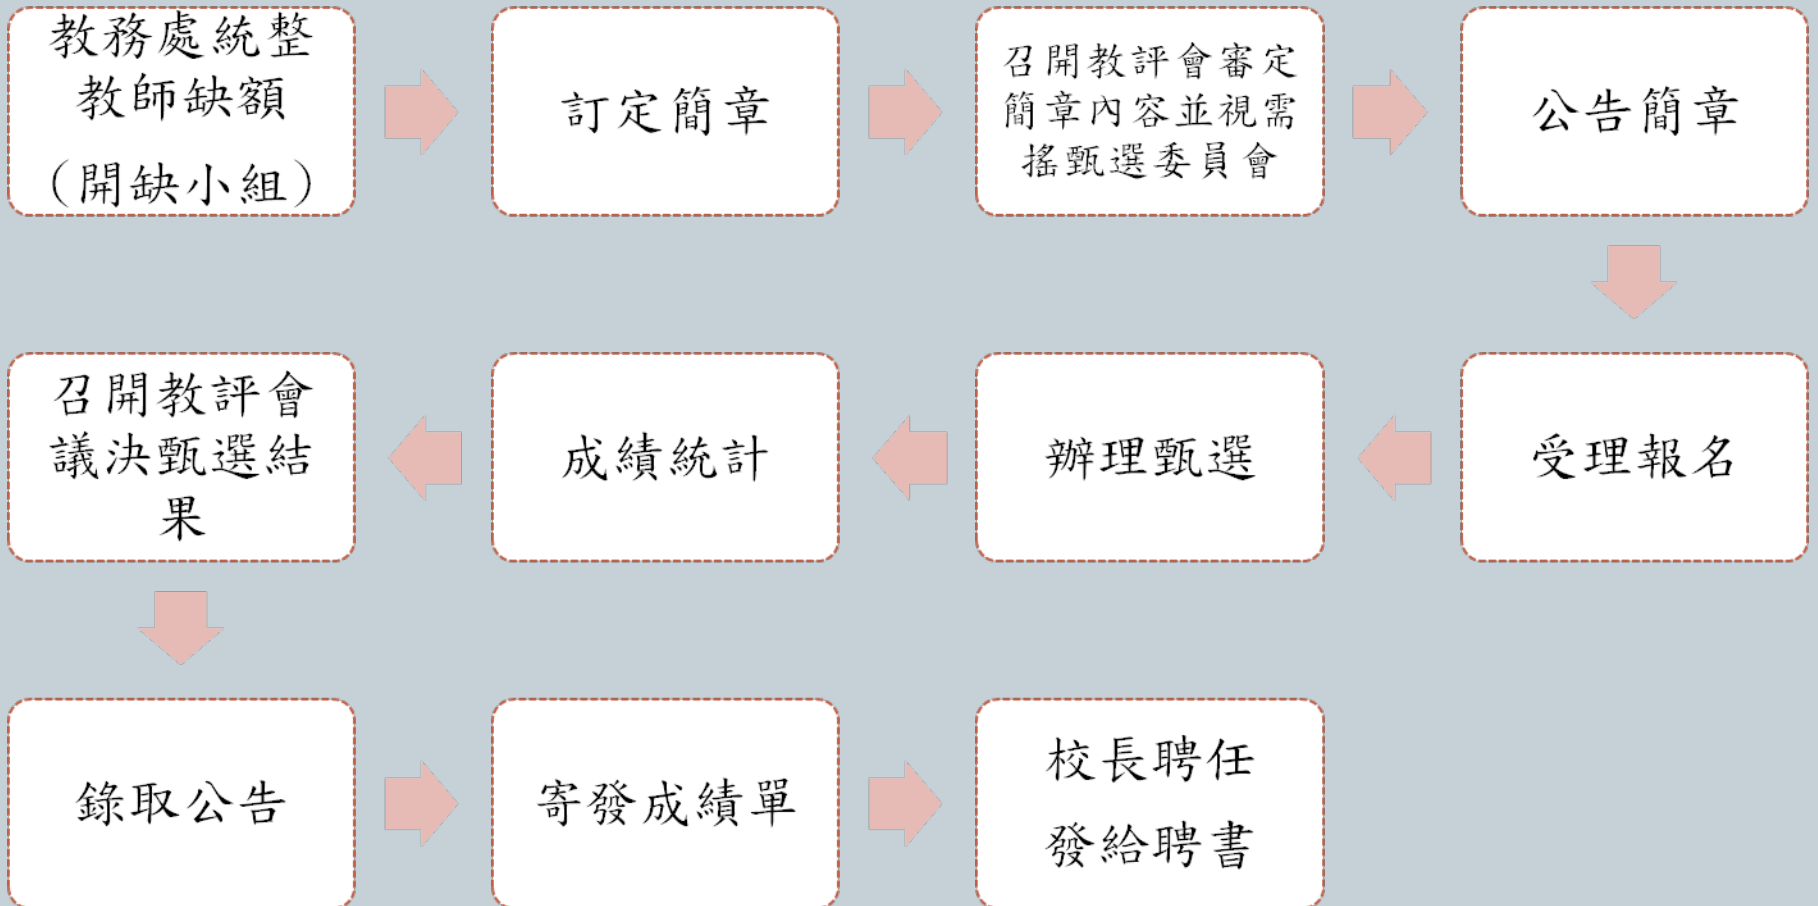 教務處統整
教師缺額
（開缺小組）
訂定簡章
召開教評會審定
簡章內容並視需
搖甄選委員會
公告簡章
受理報名
辦理甄選
成績統計
召開教評會
議決甄選結
果
錄取公告
寄發成績單
校長聘任
發給聘書